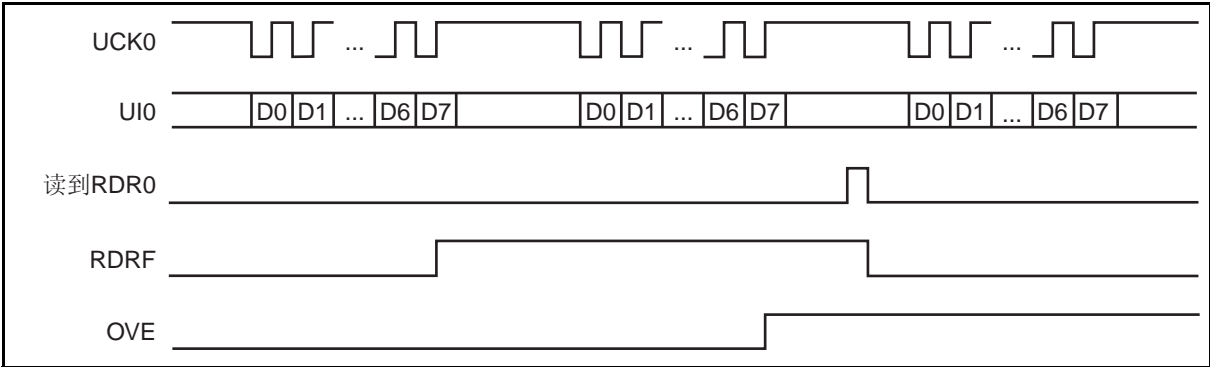 UCK0 ... ... ...
UI0 D0 D1 ... D6 D7 D0 D1 ... D6 D7 D0 D1 ... D6 D7
读到RDR0
RDRF
OVE